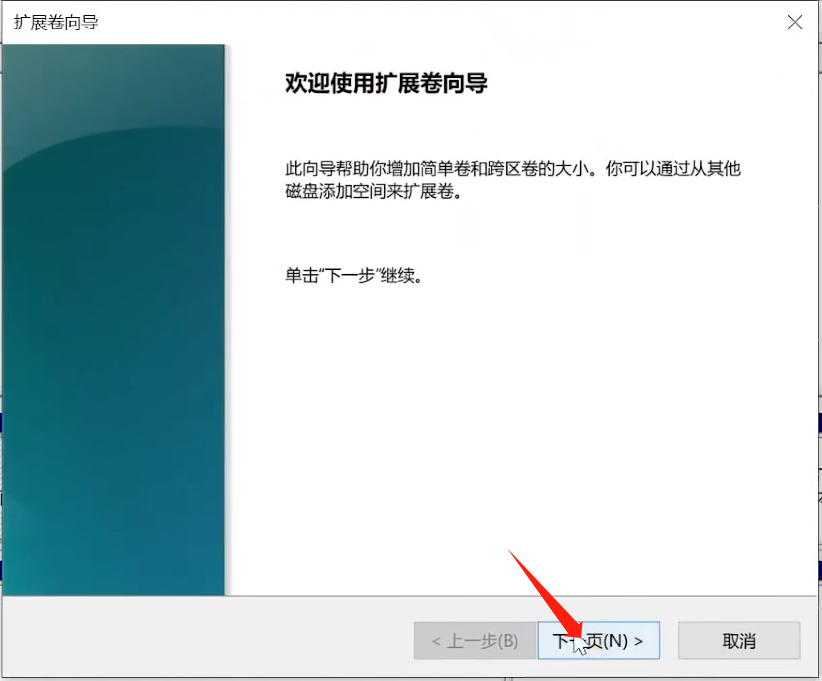 扩展卷向导
欢迎使用扩展卷向导
此向导帮助你增加简单卷和跨区卷的大小。你可以通过从其他
磁盘添加空间来扩展卷。
单击“下一步”继续。
< 上一步(B)
下一页(N) >
取消